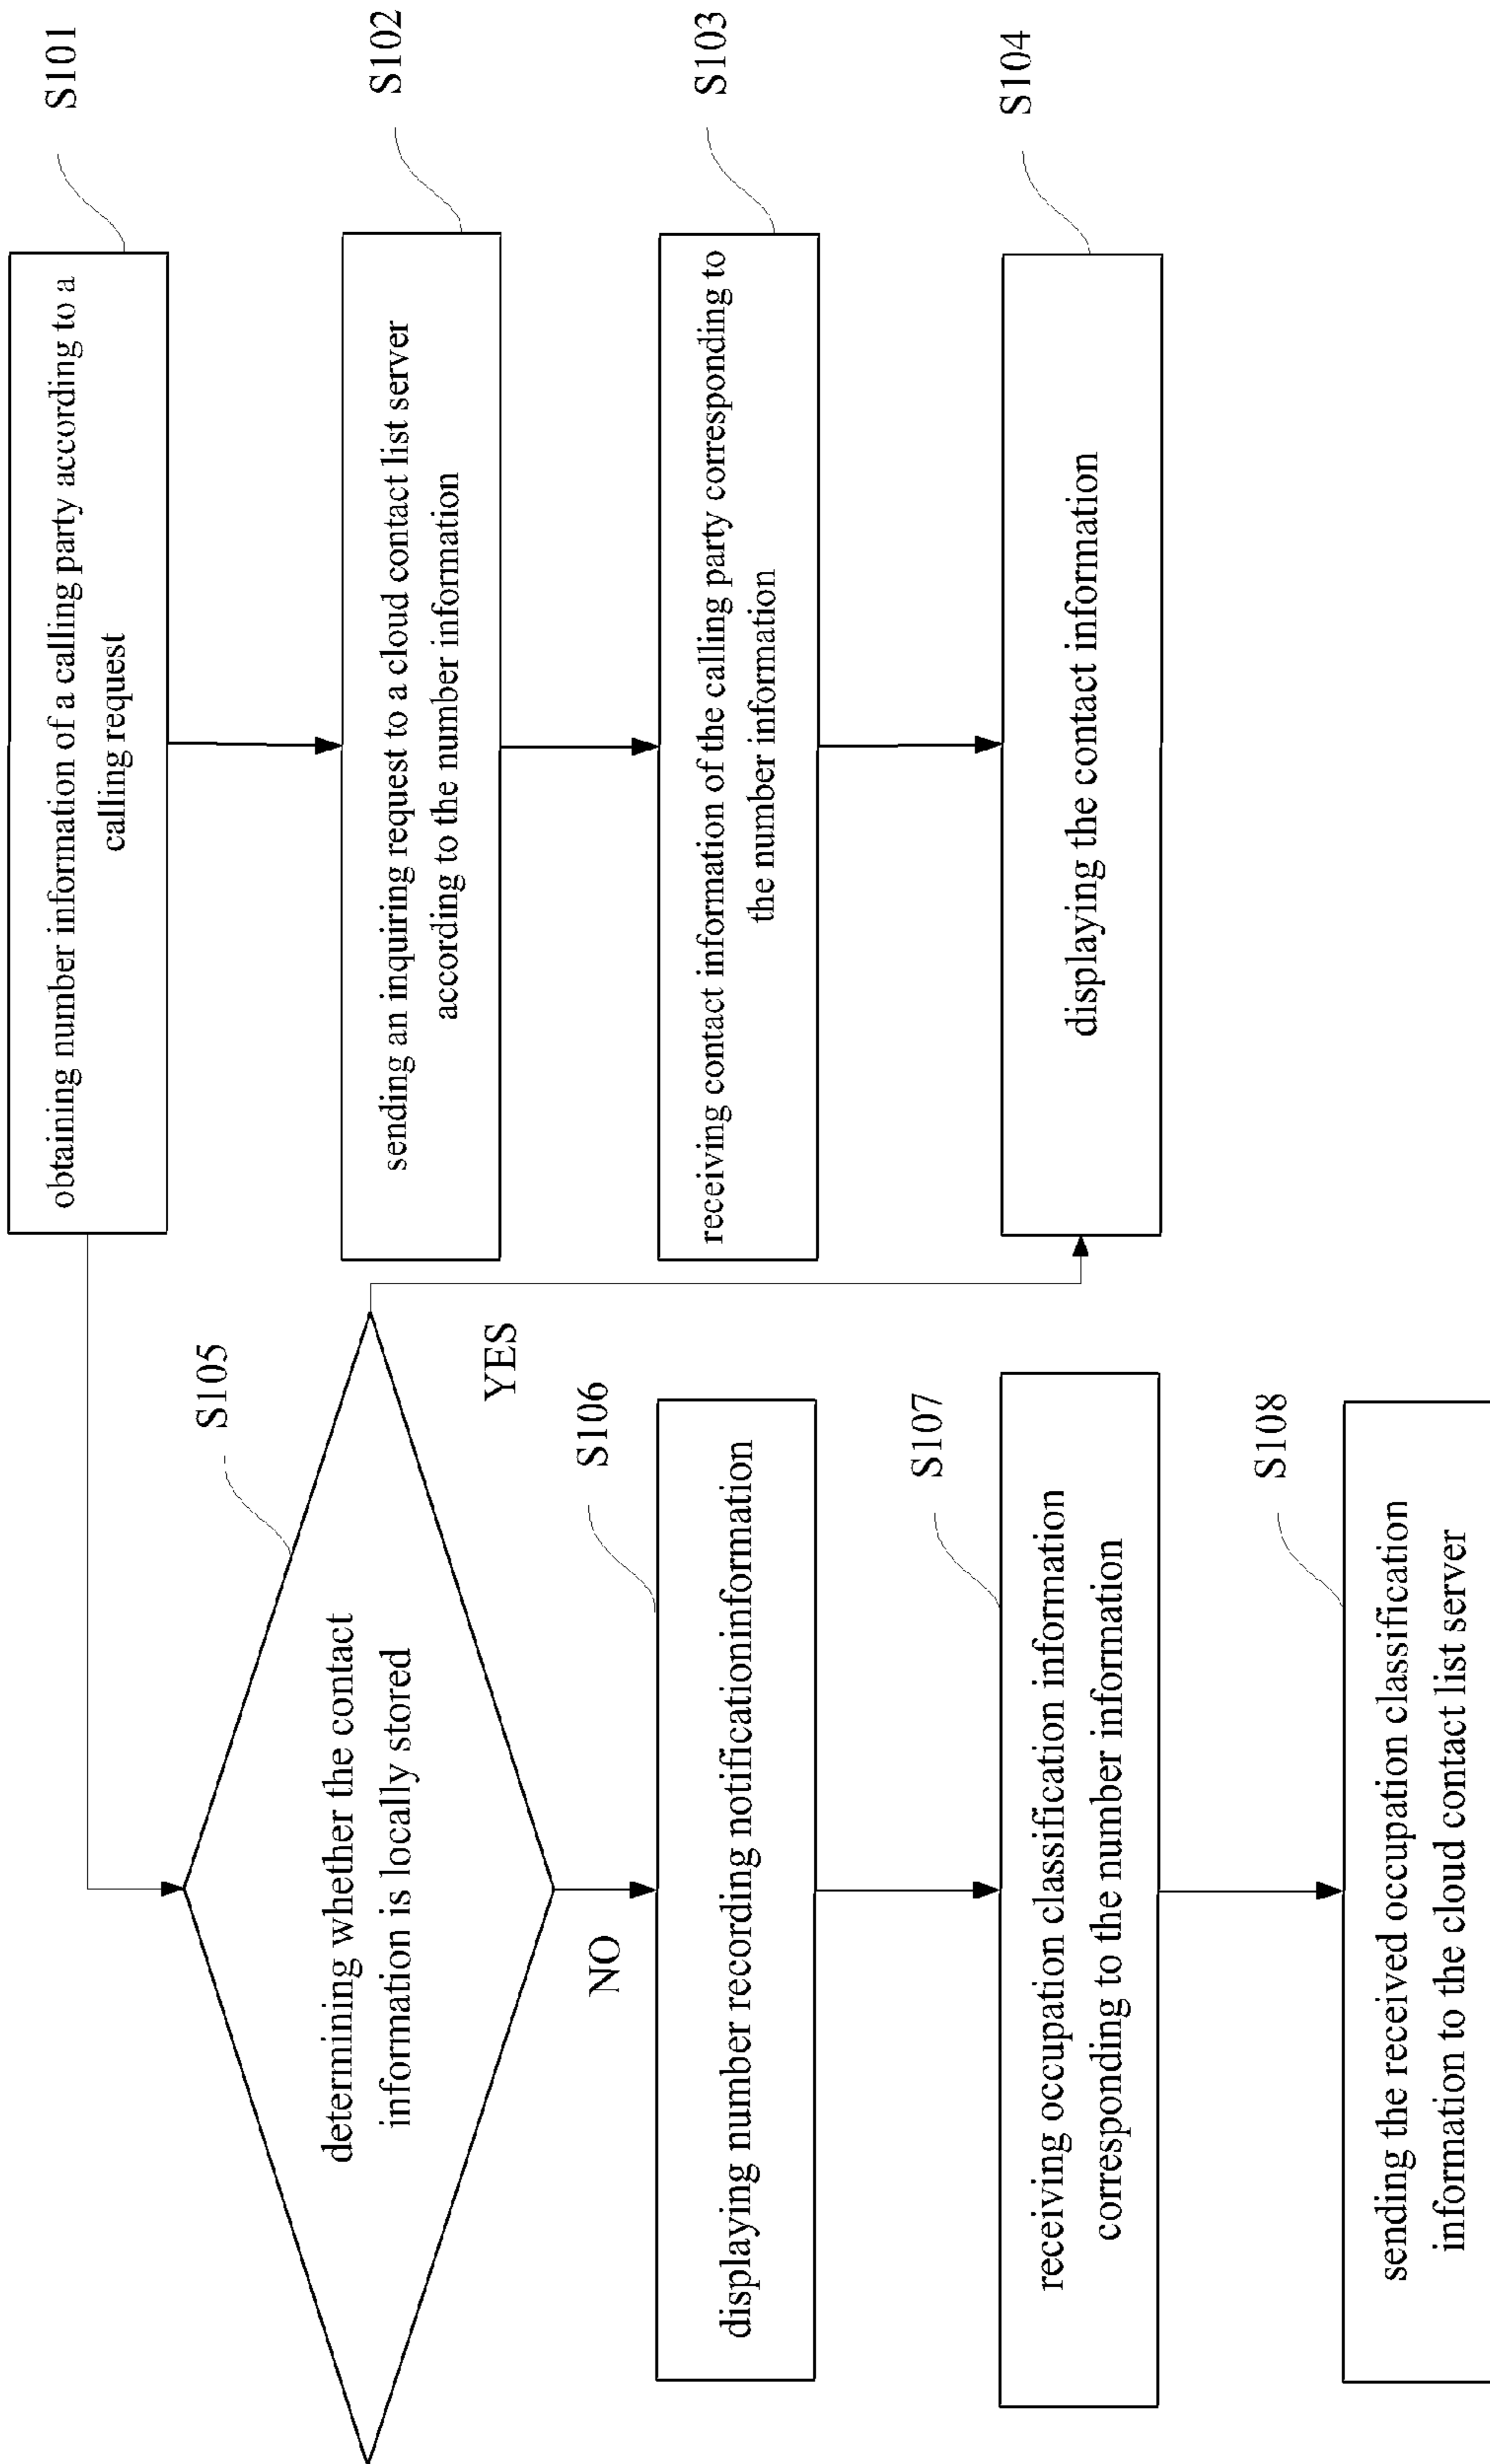 S101
obtaining number information of a calling party according to a
calling request
S102
sending an inquiring request to a cloud contact list server
according to the number information
S103
receiving contact information of the calling party corresponding to
the number information
S104
displaying the contact information
S105
determining whether the contact
information is locally stored
YES
NO
S106
displaying number recording notificationinformation
S107
receiving occupation classification information
corresponding to the number information
S108
sending the received occupation classification
information to the cloud contact list server